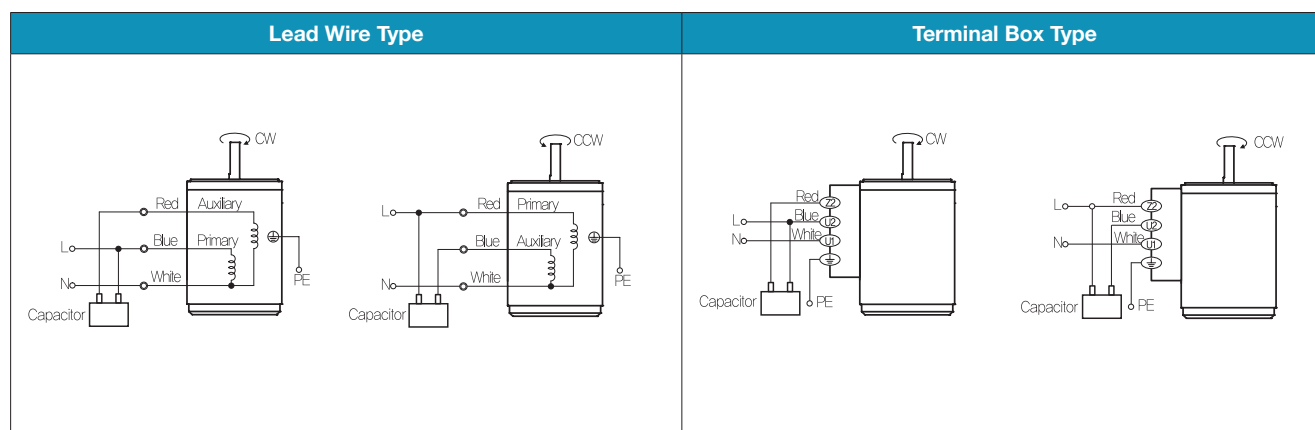 Lead Wire Type
Terminal Box Type
CW
Red Auxiliary
L Blue Primary
N White
PE
Capacitor
CCW
L Red Primary
Blue Auxiliary
N White
PE
Capacitor
CW
Red Z2
L Blue U2
N White U1
Capacitor PE
CCW
L Red Z2
Blue U2
N White U1
Capacitor PE